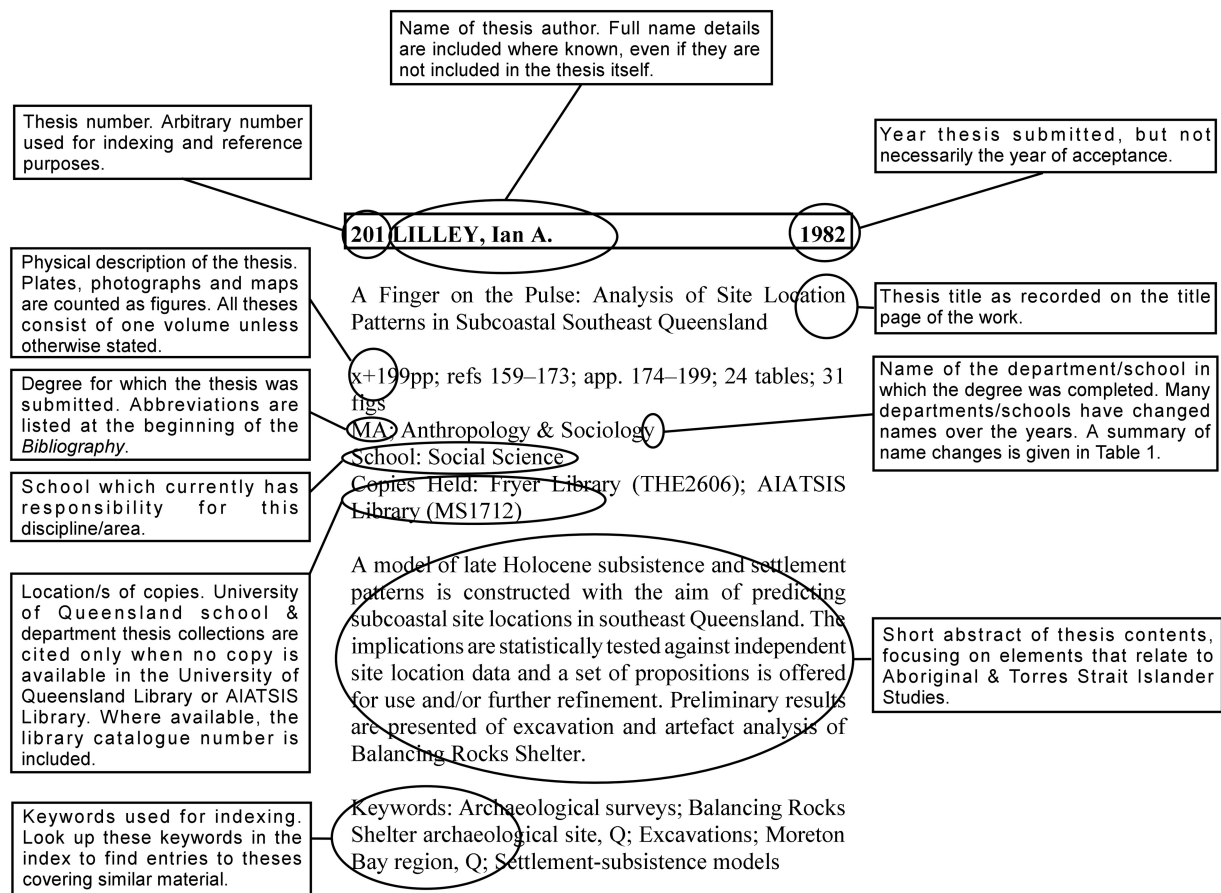 Name of thesis author. Full name details
are included where known, even if they are
not included in the thesis itself.
Thesis number. Arbitrary number
used for indexing and reference
purposes.
Year thesis submitted, but not
necessarily the year of acceptance.
201 LILLEY, Ian A. 1982
Physical description of the thesis.
Plates, photographs and maps
are counted as figures. All theses
consist of one volume unless
otherwise stated.
A Finger on the Pulse: Analysis of Site Location
Patterns in Subcoastal Southeast Queensland
Thesis title as recorded on the title
page of the work.
x+199pp; refs 159–173; app. 174–199; 24 tables; 31
figs
Degree for which the thesis was
submitted. Abbreviations are
listed at the beginning of the
Bibliography.
MA; Anthropology & Sociology
Name of the department/school in
which the degree was completed. Many
departments/schools have changed
names over the years. A summary of
name changes is given in Table 1.
School which currently has
responsibility for this
discipline/area.
School: Social Science
Copies Held: Fryer Library (THE2606); AIATSIS
Library (MS1712)
Location/s of copies. University
of Queensland school &
department thesis collections are
cited only when no copy is
available in the University of
Queensland Library or AIATSIS
Library. Where available, the
library catalogue number is
included.
A model of late Holocene subsistence and settlement
patterns is constructed with the aim of predicting
subcoastal site locations in southeast Queensland. The
implications are statistically tested against independent
site location data and a set of propositions is offered
for use and/or further refinement. Preliminary results
are presented of excavation and artefact analysis of
Balancing Rocks Shelter.
Short abstract of thesis contents,
focusing on elements that relate to
Aboriginal & Torres Strait Islander
Studies.
Keywords used for indexing.
Look up these keywords in the
index to find entries to theses
covering similar material.
Keywords: Archaeological surveys; Balancing Rocks
Shelter archaeological site, Q; Excavations; Moreton
Bay region, Q; Settlement-subsistence models